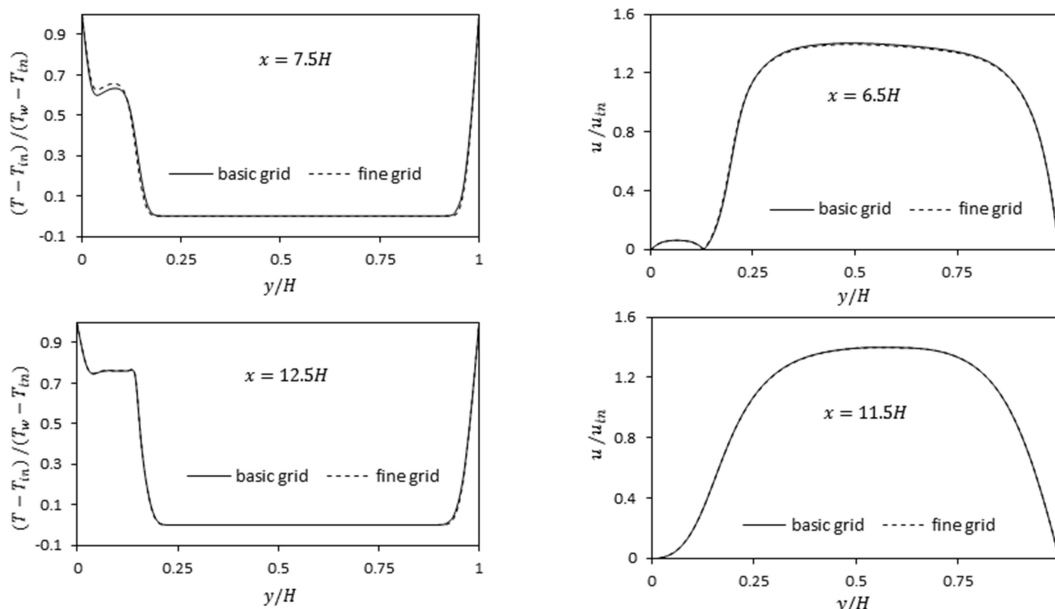 (T − T_in)/(T_w − T_in)
0.9
0.7
0.5
0.3
0.1
-0.1
x = 7.5H
basic grid fine grid
0 0.25 0.5 0.75 1
y/H
u/u_in
1.6
1.2
0.8
0.4
0
x = 6.5H
basic grid fine grid
0 0.25 0.5 0.75
y/H
(T − T_in)/(T_w − T_in)
0.9
0.7
0.5
0.3
0.1
-0.1
x = 12.5H
basic grid fine grid
0 0.25 0.5 0.75 1
y/H
u/u_in
1.6
1.2
0.8
0.4
0
x = 11.5H
basic grid fine grid
0 0.25 0.5 0.75
y/H